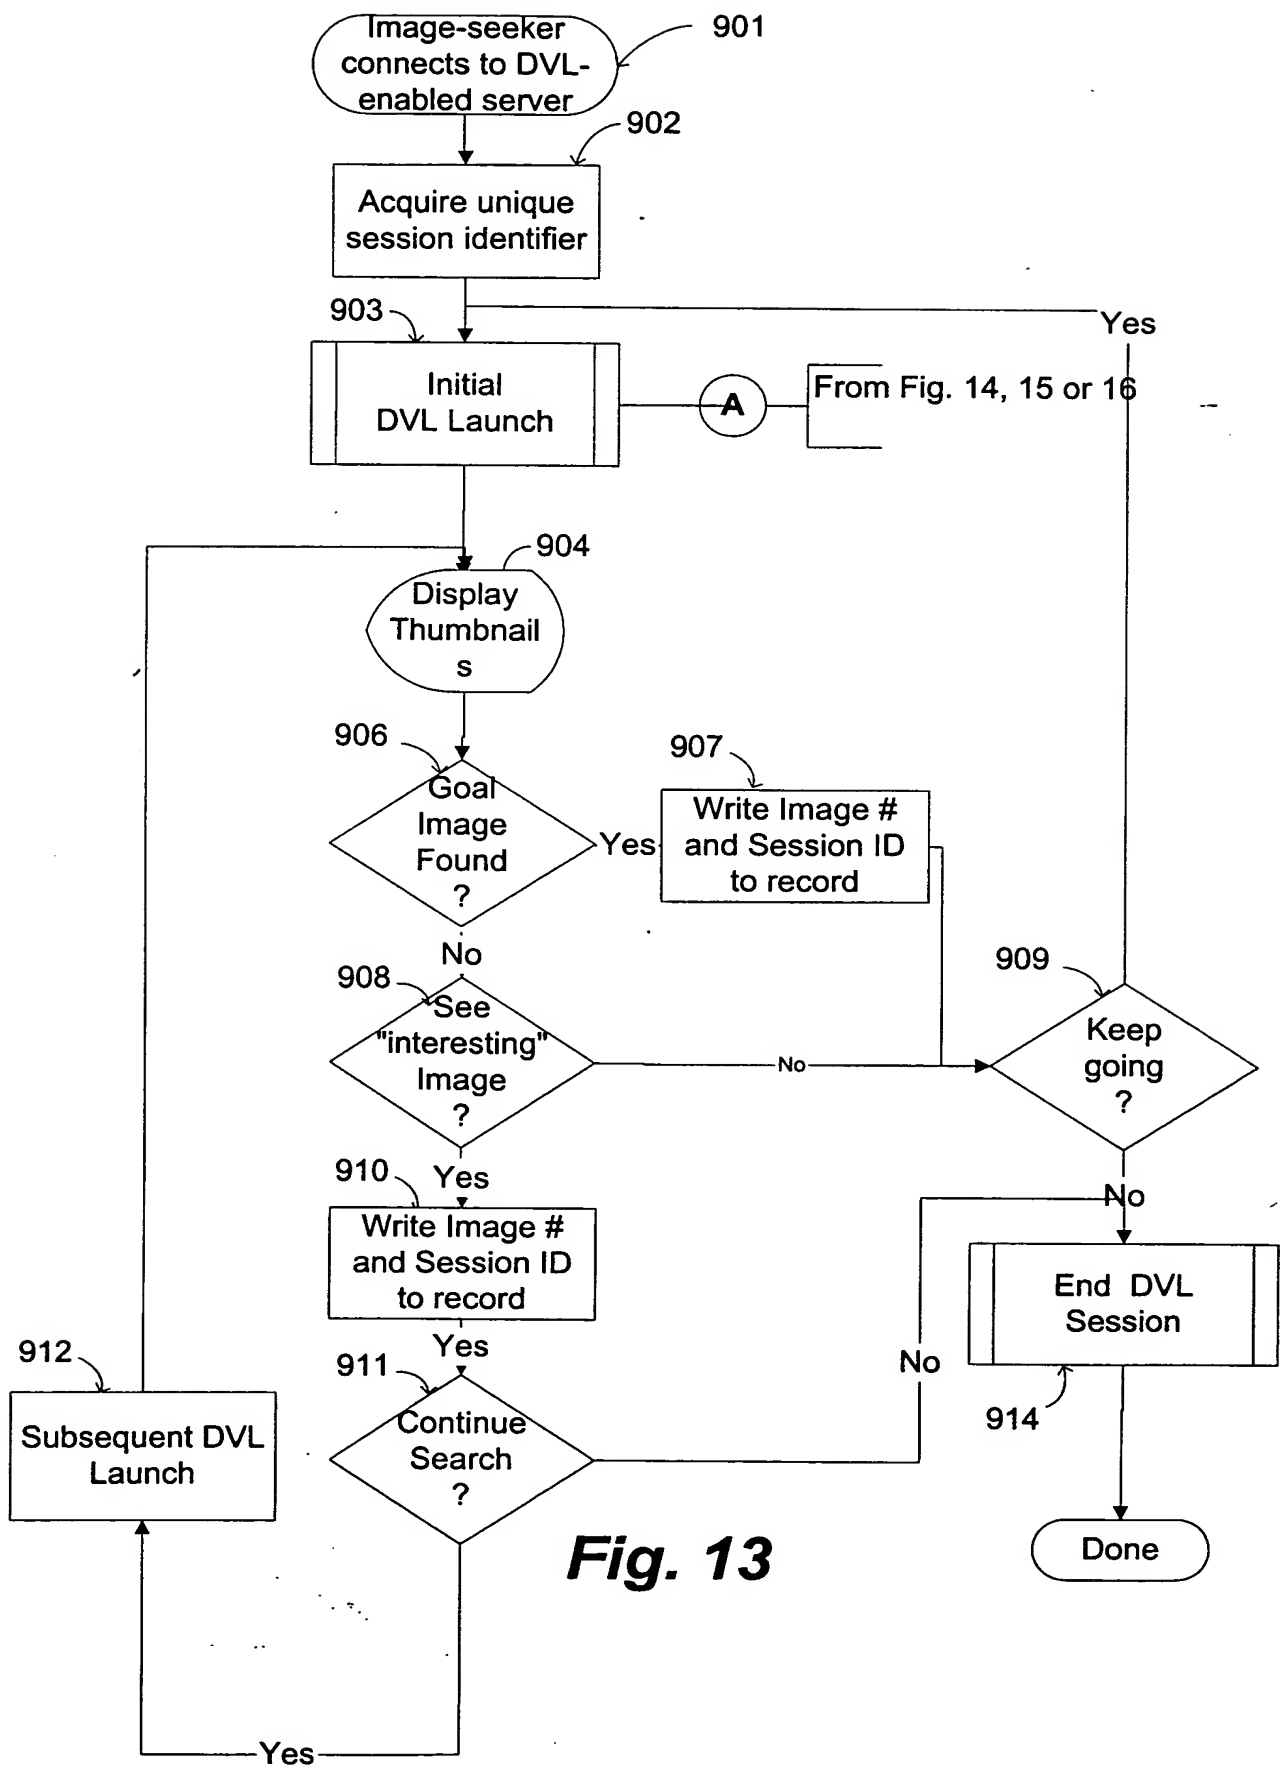 Image-seeker
connects to DVL-
enabled server
901
902
Acquire unique
session identifier
903
Yes
Initial
DVL Launch
A
From Fig. 14, 15 or 16
904
Display
Thumbnail
s
906
Goal
Image
Found
?
Yes
907
Write Image #
and Session ID
to record
No
908
See
"interesting"
Image
?
No
909
Keep
going
?
Yes
910
Write Image #
and Session ID
to record
No
End DVL
Session
914
Yes
911
Continue
Search
?
No
912
Subsequent DVL
Launch
Done
Fig. 13
Yes